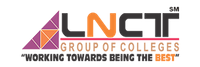 LNCT SM
GROUP OF COLLEGES
"WORKING TOWARDS BEING THE BEST"